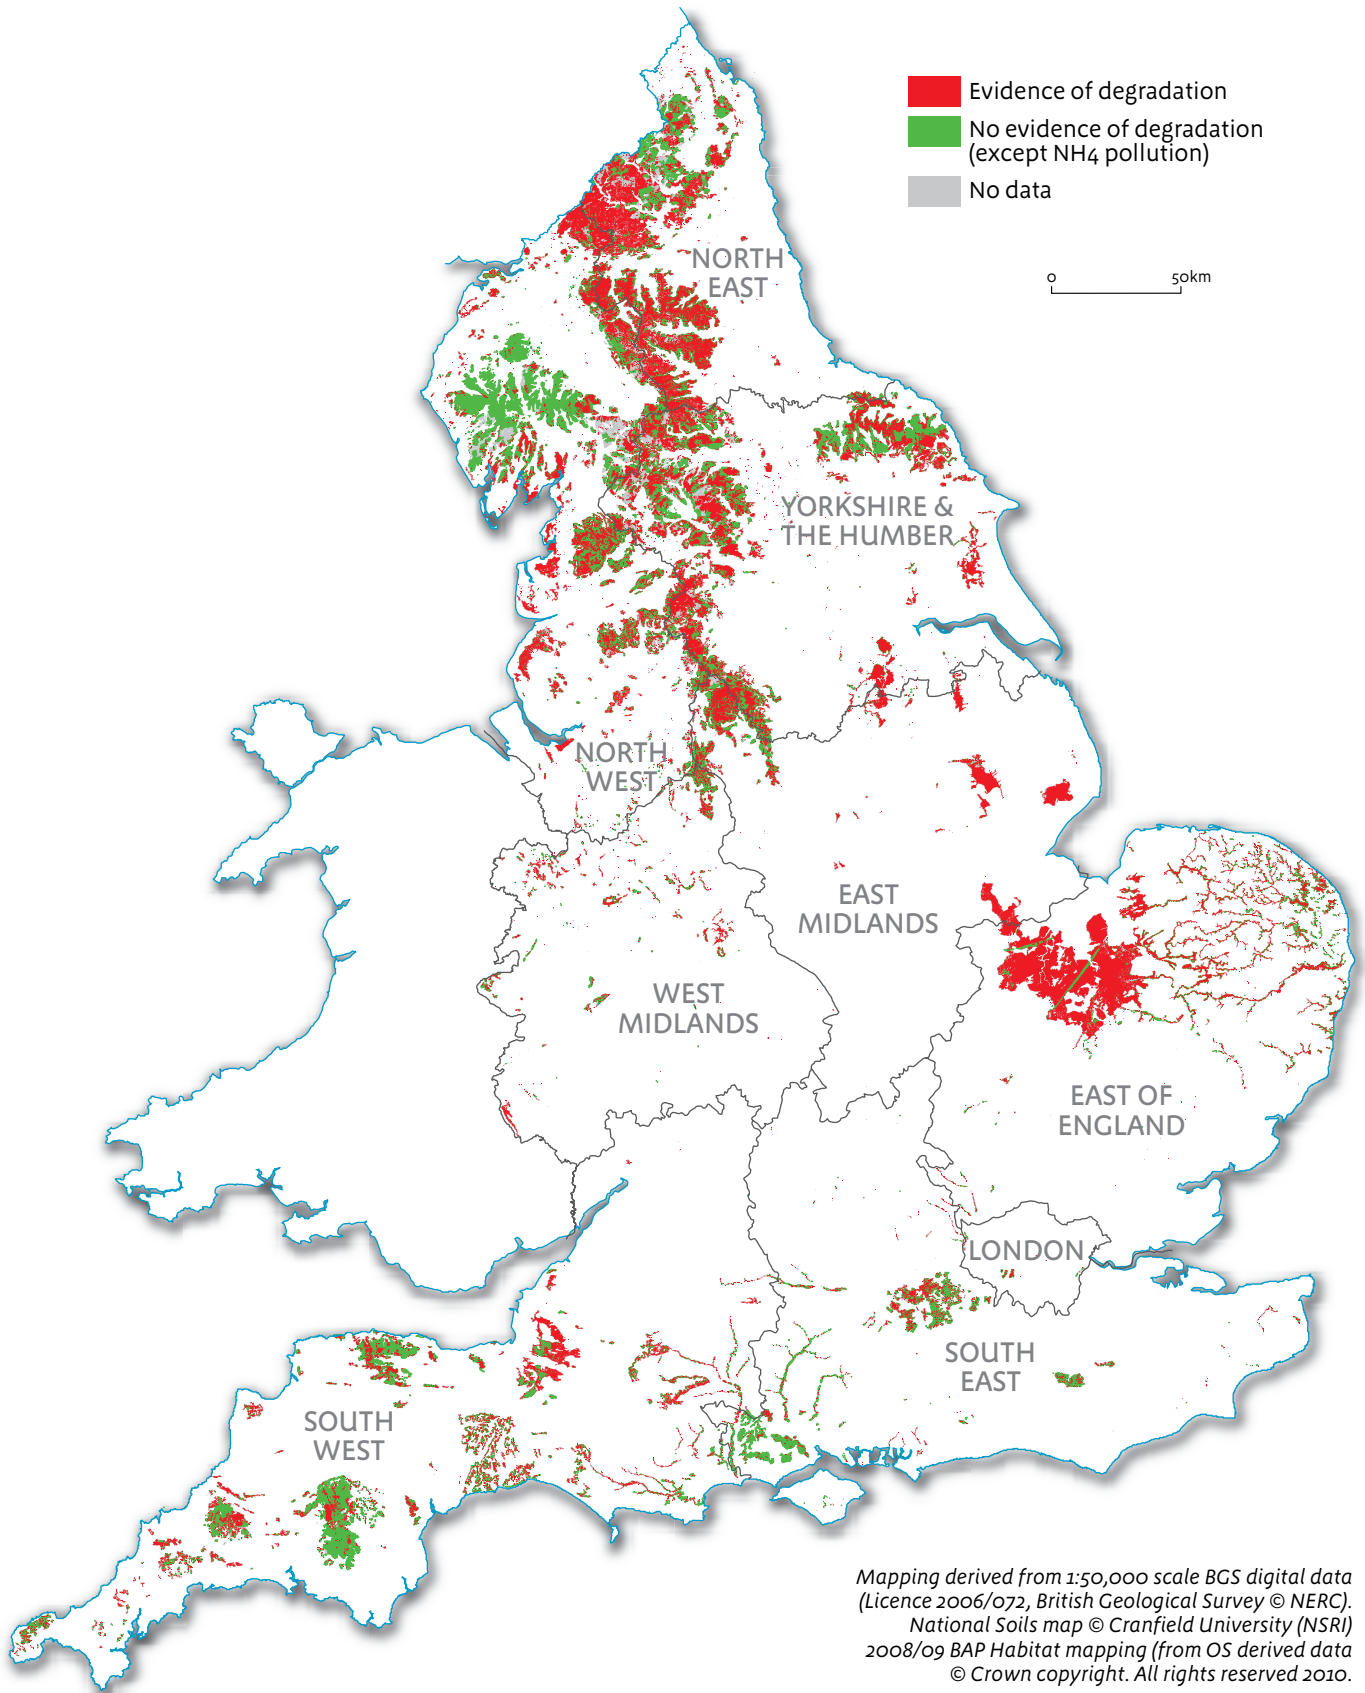 Evidence of degradation
No evidence of degradation
(except NH4 pollution)
No data
0 50km
NORTH
EAST
YORKSHIRE &
THE HUMBER
NORTH
WEST
EAST
MIDLANDS
WEST
MIDLANDS
EAST OF
ENGLAND
LONDON
SOUTH
EAST
SOUTH
WEST
Mapping derived from 1:50,000 scale BGS digital data
(Licence 2006/072, British Geological Survey © NERC).
National Soils map © Cranfield University (NSRI)
2008/09 BAP Habitat mapping (from OS derived data
© Crown copyright. All rights reserved 2010.